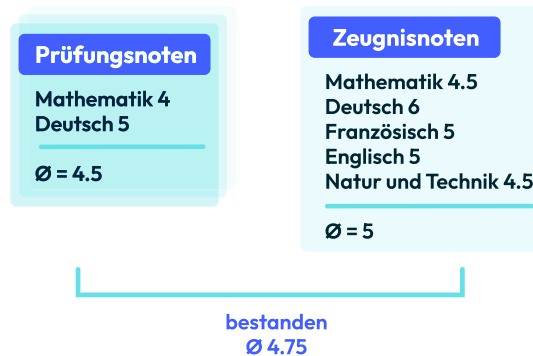 Prüfungsnoten
Mathematik 4
Deutsch 5
Ø = 4.5
Zeugnisnoten
Mathematik 4.5
Deutsch 6
Französisch 5
Englisch 5
Natur und Technik 4.5
Ø = 5
bestanden
Ø 4.75